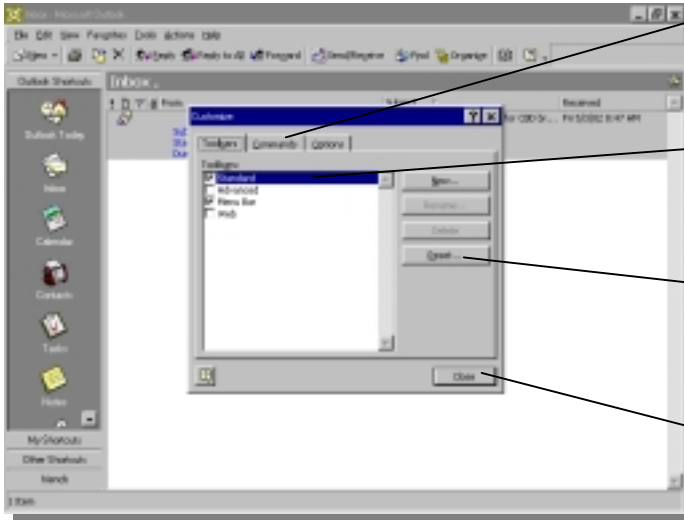 Inbox - Microsoft Outlook
File Edit View Favorites Tools Actions Help
New Reply Reply to All Forward Send/Receive Find Organize
Outlook Shortcuts Inbox .
! From Received
Outlook Today
Inbox
Calendar
Contacts
Tasks
Notes
My Shortcuts
Other Shortcuts
1 Item
Customize
Toolbars Commands Options
Toolbars:
Standard
Advanced
Menu Bar
Web
New...
Rename...
Delete
Reset...
Close